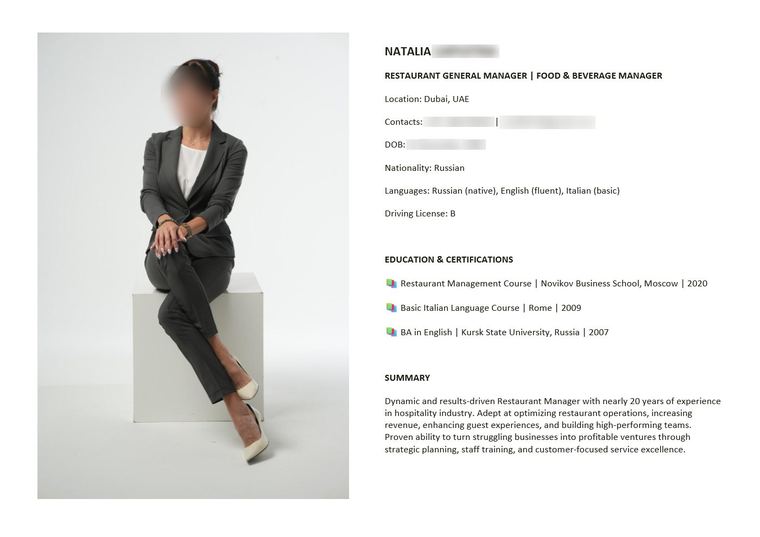 NATALIA
RESTAURANT GENERAL MANAGER | FOOD & BEVERAGE MANAGER
Location: Dubai, UAE
Contacts: |
DOB:
Nationality: Russian
Languages: Russian (native), English (fluent), Italian (basic)
Driving License: B
EDUCATION & CERTIFICATIONS
Restaurant Management Course | Novikov Business School, Moscow | 2020
Basic Italian Language Course | Rome | 2009
BA in English | Kursk State University, Russia | 2007
SUMMARY
Dynamic and results-driven Restaurant Manager with nearly 20 years of experience
in hospitality industry. Adept at optimizing restaurant operations, increasing
revenue, enhancing guest experiences, and building high-performing teams.
Proven ability to turn struggling businesses into profitable ventures through
strategic planning, staff training, and customer-focused service excellence.